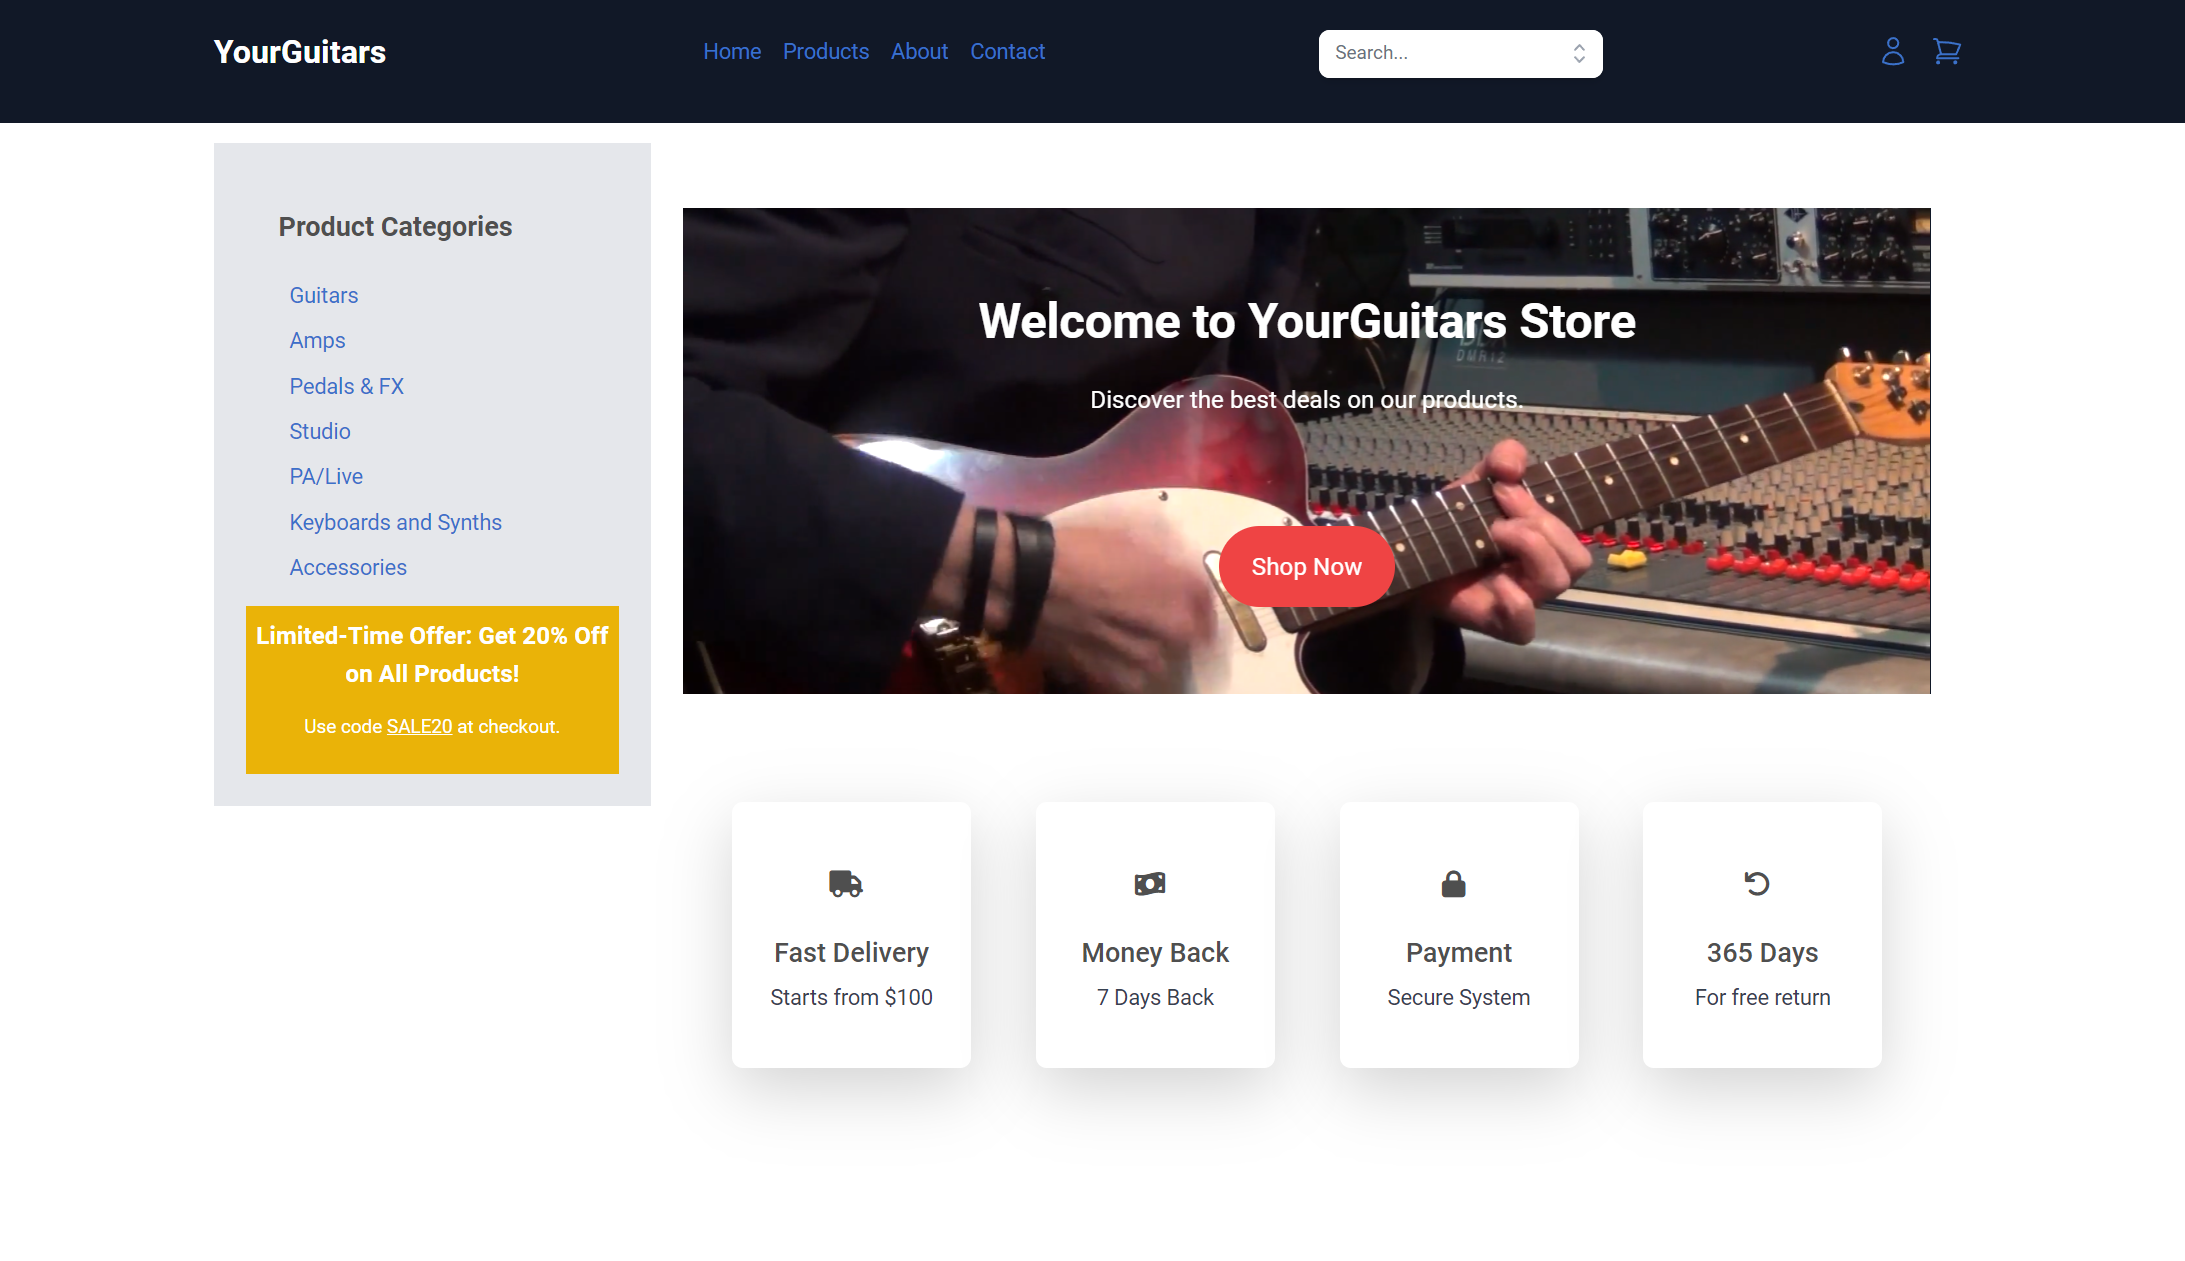 YourGuitars
Home Products About Contact
Search...
Product Categories
Guitars
Amps
Pedals & FX
Studio
PA/Live
Keyboards and Synths
Accessories
Limited-Time Offer: Get 20% Off
on All Products!
Use code SALE20 at checkout.
Welcome to YourGuitars Store
DMR12
Discover the best deals on our products.
Shop Now
Fast Delivery
Starts from $100
Money Back
7 Days Back
Payment
Secure System
365 Days
For free return